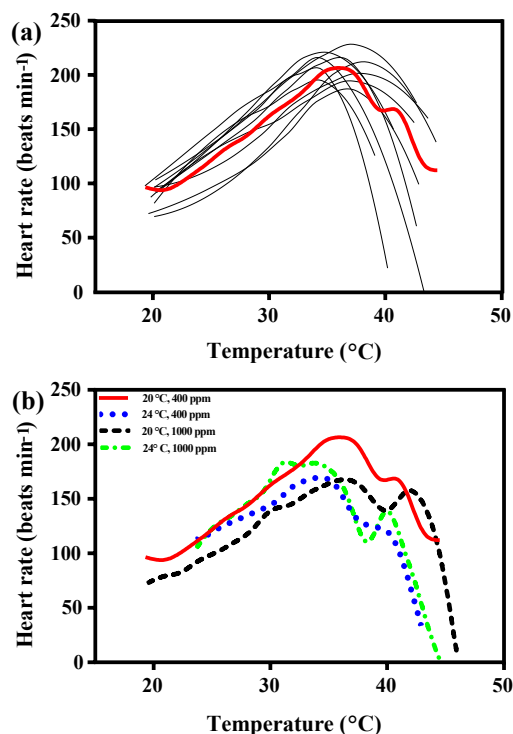 (a)
250
200
150
100
50
0
Heart rate (beats min⁻¹)
20 30 40 50
Temperature (°C)
(b)
250
200
150
100
50
0
20 °C, 400 ppm
24 °C, 400 ppm
20 °C, 1000 ppm
24° C, 1000 ppm
Heart rate (beats min⁻¹)
20 30 40 50
Temperature (°C)